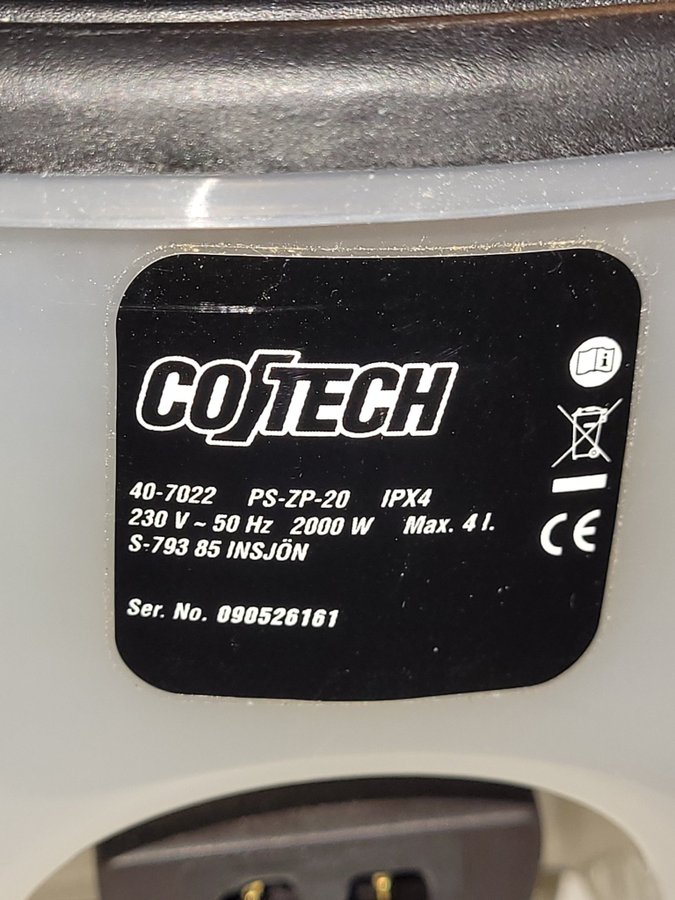 COTECH
40-7022 PS-ZP-20 IPX4
230 V ~ 50 Hz 2000 W Max. 4 l.
S-793 85 INSJÖN
Ser. No. 090526161